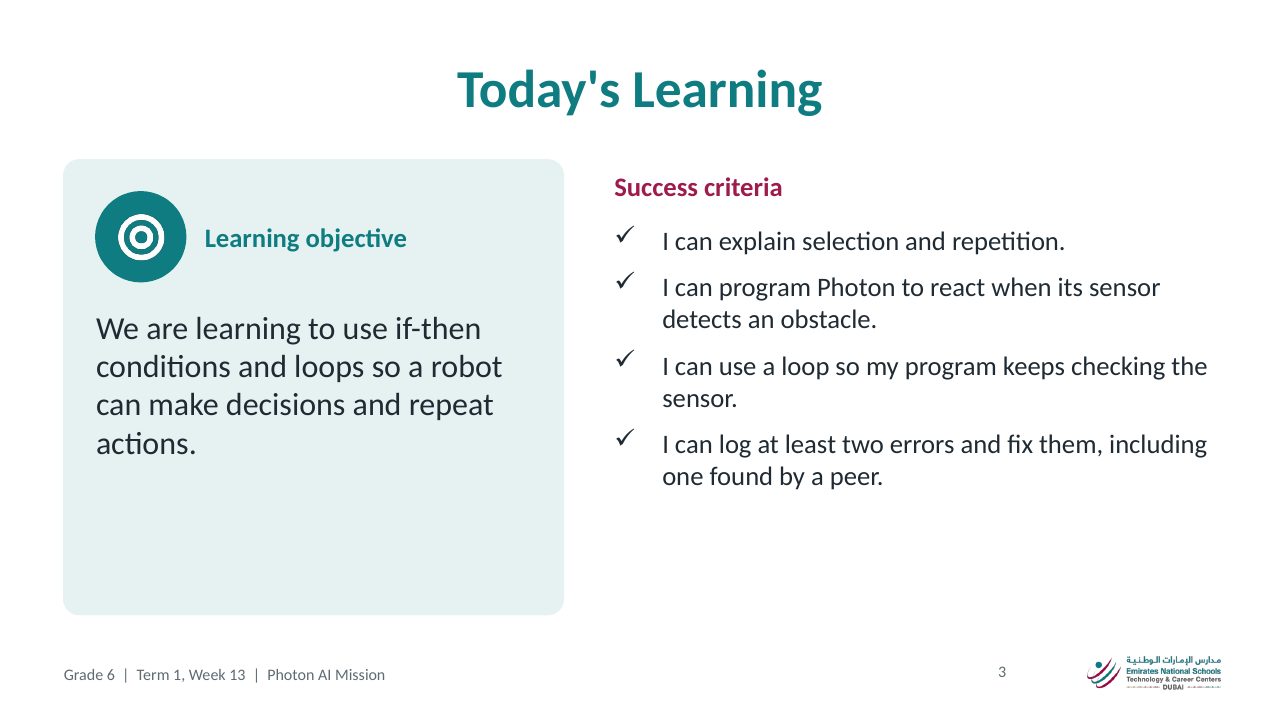 Today's Learning
Learning objective
We are learning to use if-then
conditions and loops so a robot
can make decisions and repeat
actions.
Success criteria
✓ I can explain selection and repetition.
✓ I can program Photon to react when its sensor
detects an obstacle.
✓ I can use a loop so my program keeps checking the
sensor.
✓ I can log at least two errors and fix them, including
one found by a peer.
Grade 6 | Term 1, Week 13 | Photon AI Mission
3
مدارس الإمارات الوطنية
Emirates National Schools
Technology & Career Centers
DUBAI